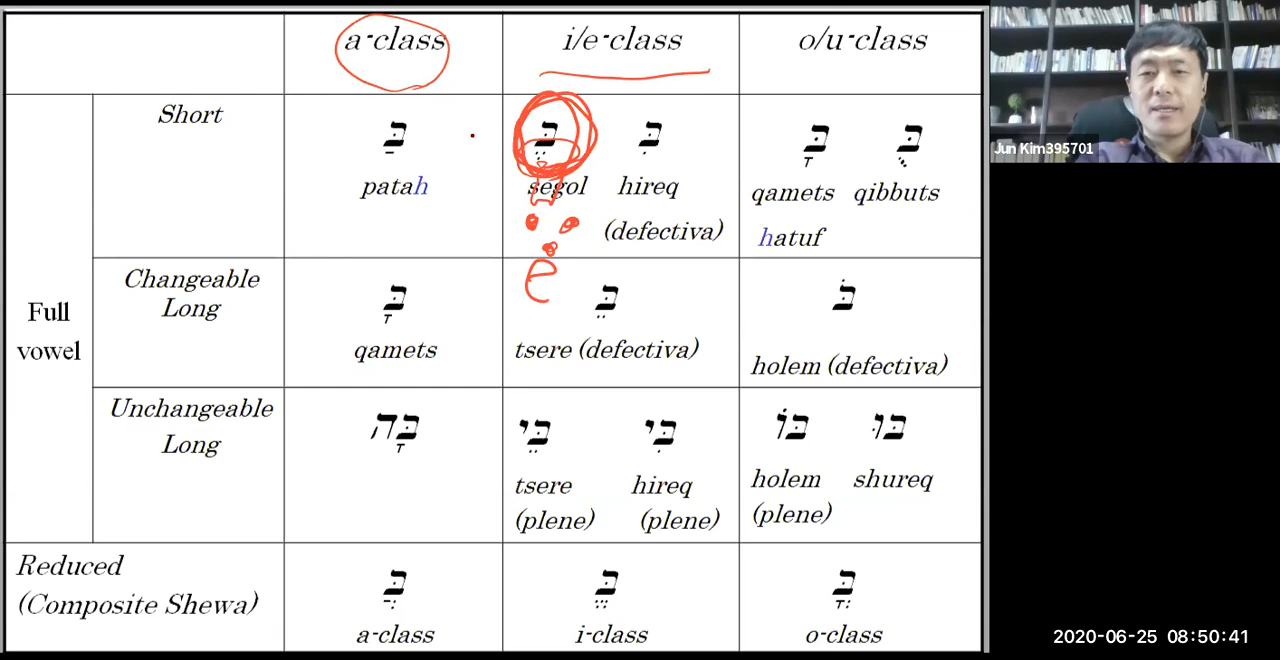 a-class i/e-class o/u-class
Short
בַּ בֶּ בִּ בָּ בֻּ
patah segol hireq qamets qibbuts
(defectiva) hatuf
Full vowel
Changeable Long
בָּ בֵּ בֹּ
qamets tsere (defectiva) holem (defectiva)
Unchangeable Long
בָּה בֵּי בִּי בּוֹ בּוּ
tsere hireq holem shureq
(plene) (plene) (plene)
Reduced
(Composite Shewa)
בֲּ בֱּ בֳּ
a-class i-class o-class
e
Jun Kim395701
2020-06-25 08:50:41